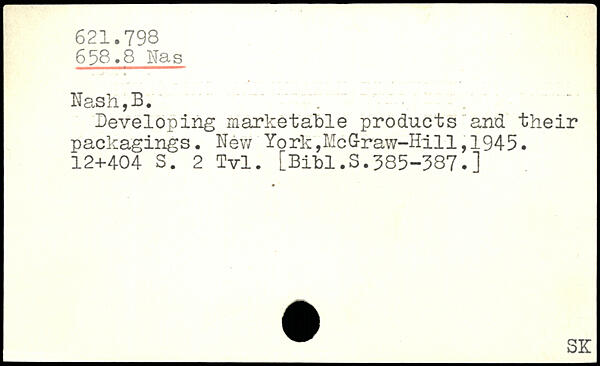 621.798
658.8 Nas
Nash,B.
Developing marketable products and their
packagings. New York,McGraw-Hill,1945.
12+404 S. 2 Tvl. [Bibl.S.385-387.]
SK